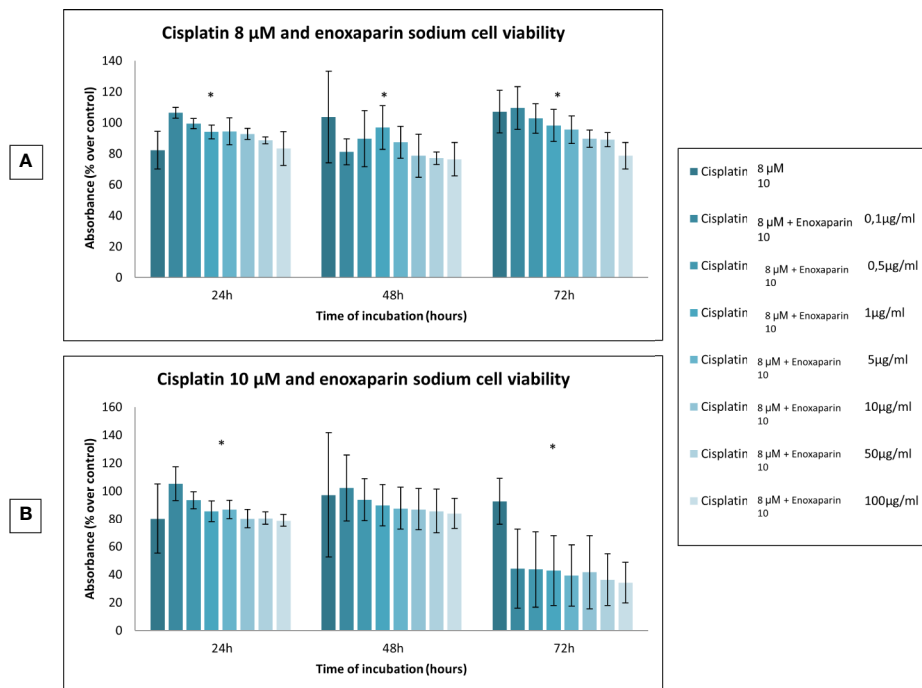 A
Cisplatin 8 µM and enoxaparin sodium cell viability
Absorbance (% over control)
140
120
100
80
60
40
20
0
*
*
*
24h
48h
72h
Time of incubation (hours)
B
Cisplatin 10 µM and enoxaparin sodium cell viability
Absorbance (% over control)
160
140
120
100
80
60
40
20
0
*
*
24h
48h
72h
Time of incubation (hours)
Cisplatin 8 µM
10
Cisplatin 8 µM + Enoxaparin 0,1µg/ml
10
Cisplatin 8 µM + Enoxaparin 0,5µg/ml
10
Cisplatin 8 µM + Enoxaparin 1µg/ml
10
Cisplatin 8 µM + Enoxaparin 5µg/ml
10
Cisplatin 8 µM + Enoxaparin 10µg/ml
10
Cisplatin 8 µM + Enoxaparin 50µg/ml
10
Cisplatin 8 µM + Enoxaparin 100µg/ml
10